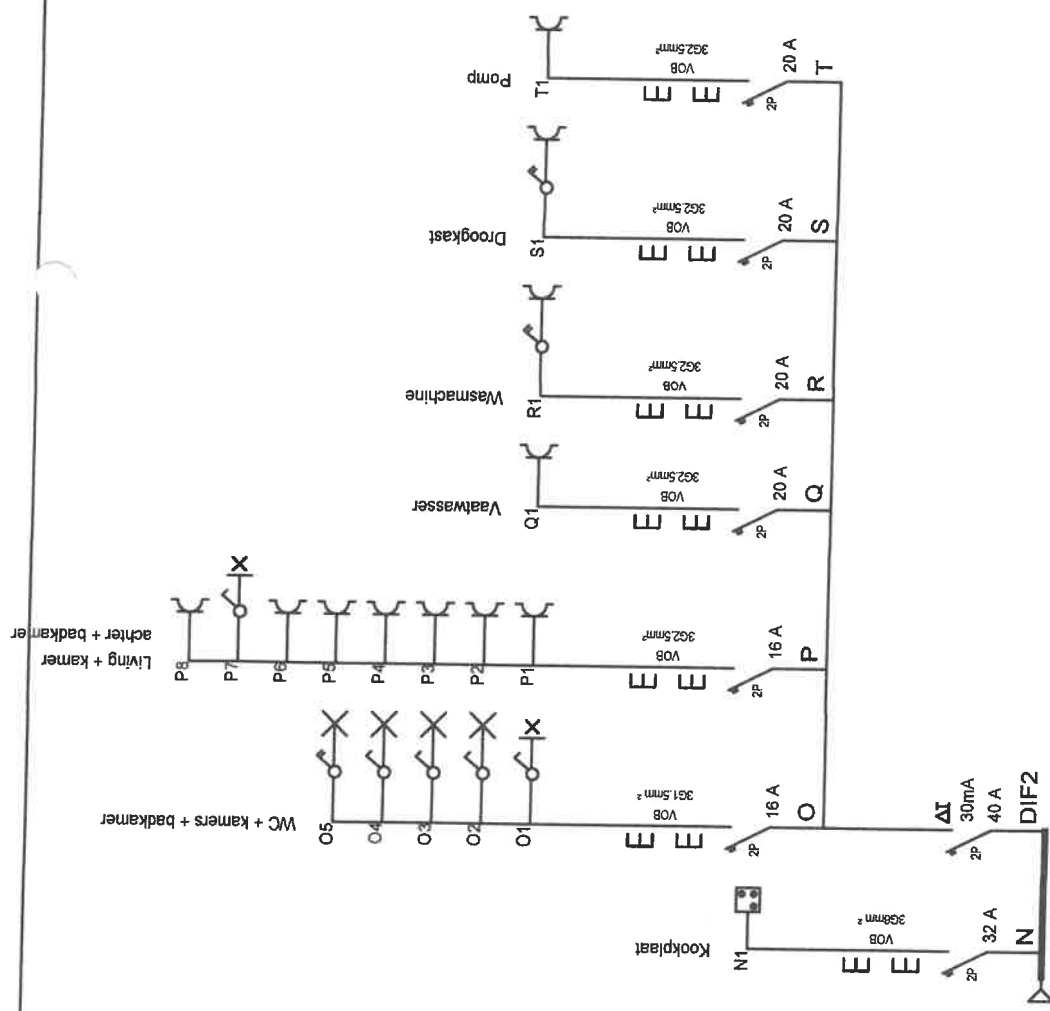 Pomp
T1
VOB
3G2.5mm²
2P
20 A
T
Droogkast
S1
VOB
3G2.5mm²
2P
20 A
S
Wasmachine
R1
VOB
3G2.5mm²
2P
20 A
R
Vaatwasser
Q1
VOB
3G2.5mm²
2P
20 A
Q
Living + kamer
achter + badkamer
P8
P7
P6
P5
P4
P3
P2
P1
VOB
3G2.5mm²
2P
16 A
P
WC + kamers + badkamer
O5
O4
O3
O2
O1
VOB
3G1.5mm²
2P
16 A
O
ΔI
30mA
40 A
2P
DIF2
Kookplaat
N1
VOB
3G6mm²
2P
32 A
N